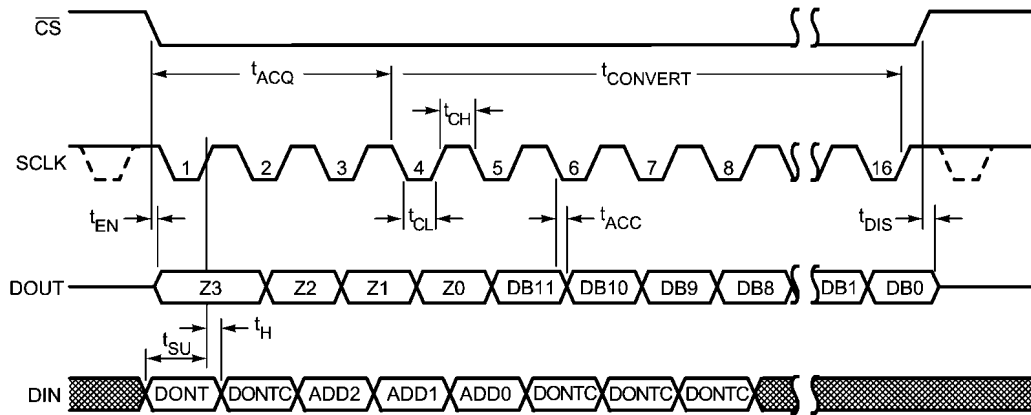 CS
tACQ tCONVERT
tCH
SCLK 1 2 3 4 5 6 7 8 16
tEN tCL tACC tDIS
DOUT Z3 Z2 Z1 Z0 DB11 DB10 DB9 DB8 DB1 DB0
tSU tH
DIN DONT DONTC ADD2 ADD1 ADD0 DONTC DONTC DONTC